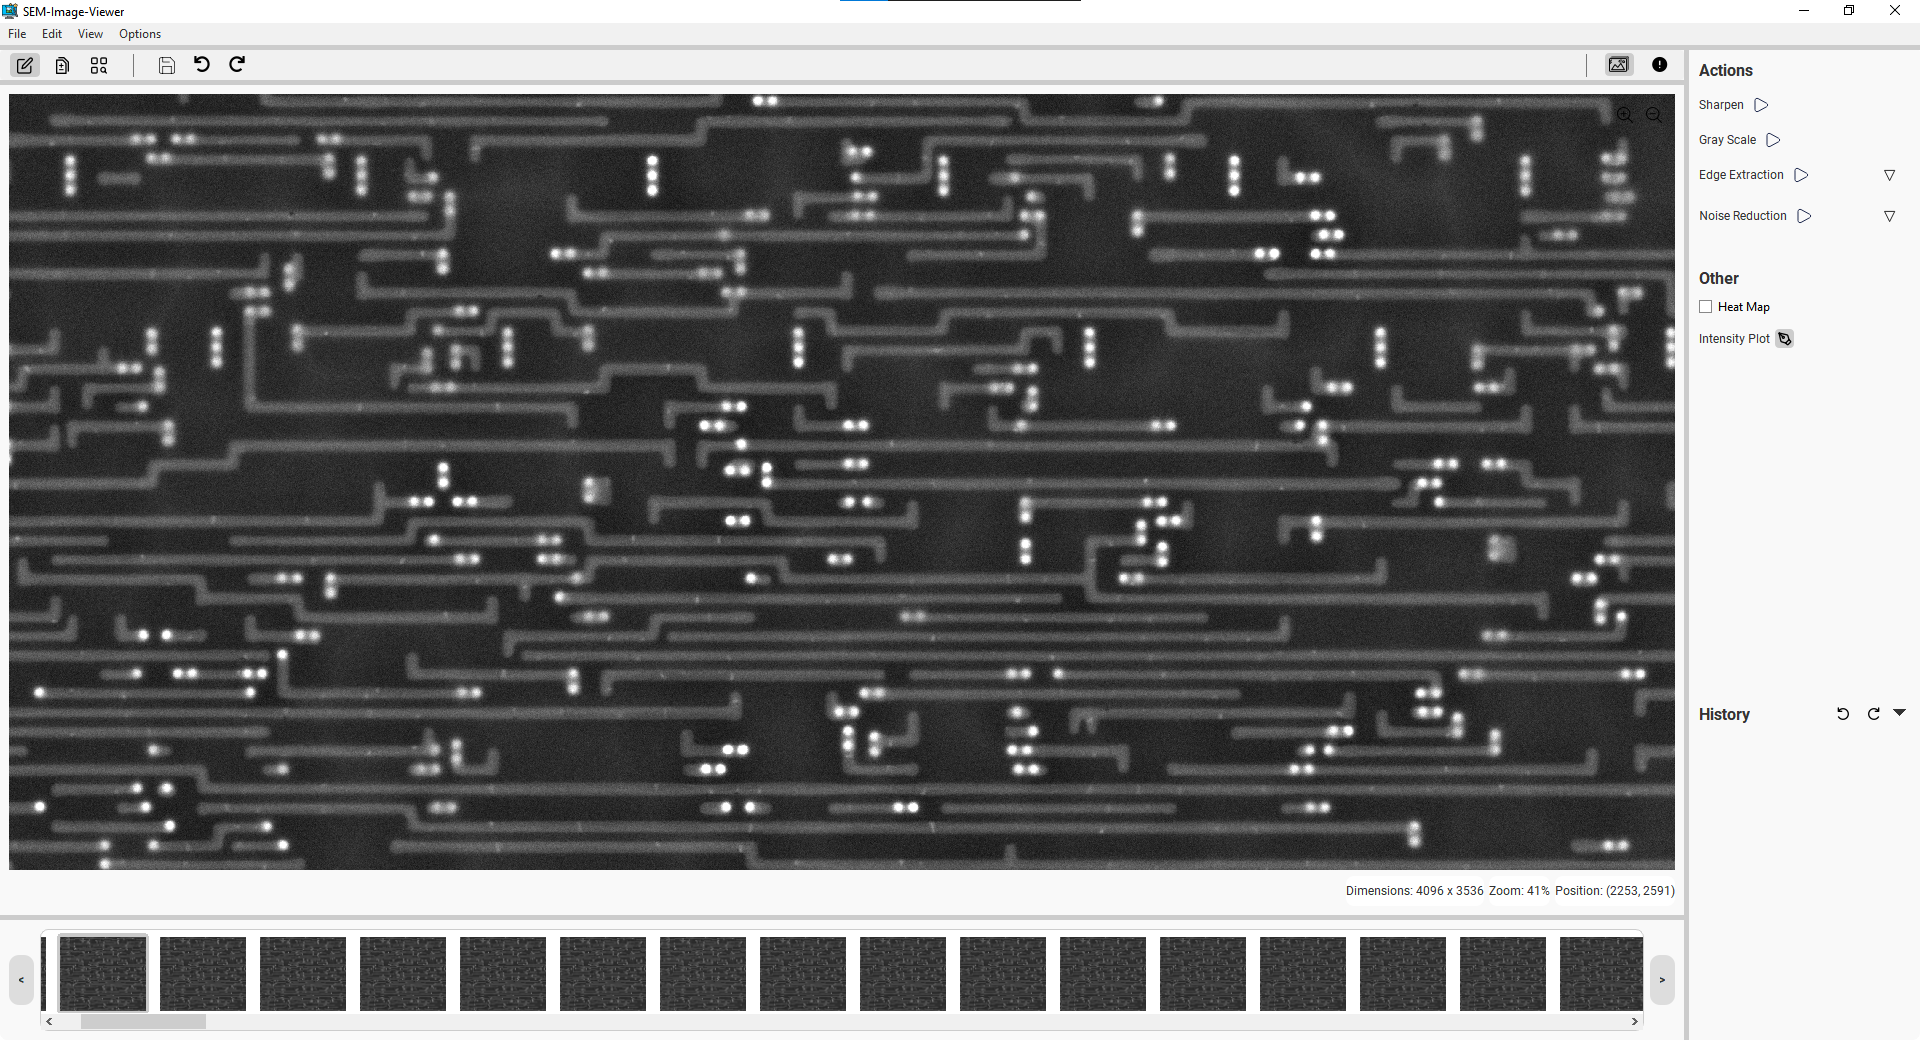 SEM-Image-Viewer
File Edit View Options
Actions
Sharpen
Gray Scale
Edge Extraction
Noise Reduction
Other
Heat Map
Intensity Plot
History
Dimensions: 4096 x 3536 Zoom: 41% Position: (2253, 2591)
< >